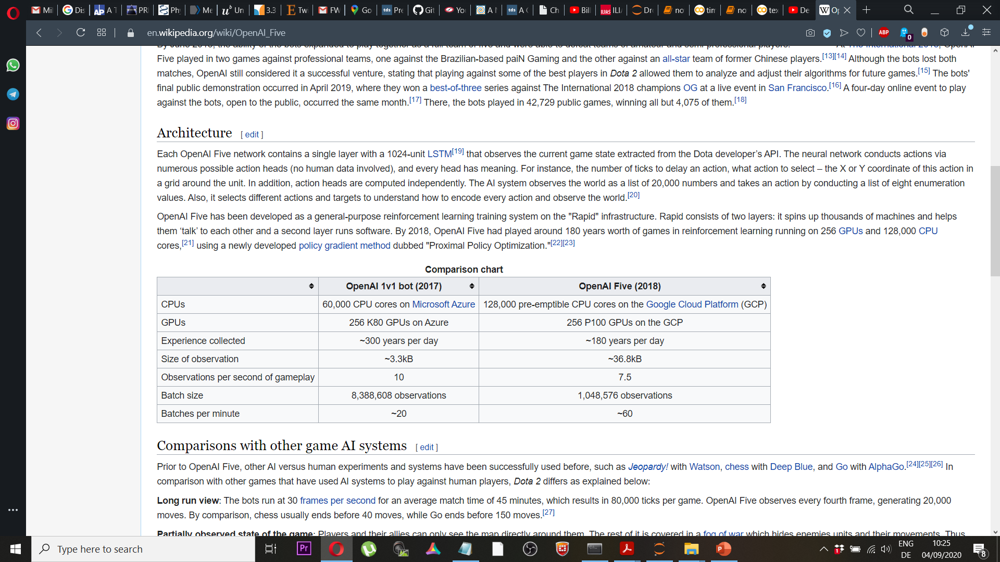 Mi
Dis
A T
PRI
Phy
Me
Un
3.3
Twi
FW
Go
tds Pre
Git
You
A
tds A
Ch
Bill
ILIAS ILI
Dr
no
tim
no
tex
De
en.wikipedia.org/wiki/OpenAI_Five
ABP
0
Five played in two games against professional teams, one against the Brazilian-based paiN Gaming and the other against an all-star team of former Chinese players.[13][14] Although the bots lost both
matches, OpenAI still considered it a successful venture, stating that playing against some of the best players in Dota 2 allowed them to analyze and adjust their algorithms for future games.[15] The bots'
final public demonstration occurred in April 2019, where they won a best-of-three series against The International 2018 champions OG at a live event in San Francisco.[16] A four-day online event to play
against the bots, open to the public, occurred the same month.[17] There, the bots played in 42,729 public games, winning all but 4,075 of them.[18]
Architecture [ edit ]
Each OpenAI Five network contains a single layer with a 1024-unit LSTM[19] that observes the current game state extracted from the Dota developer's API. The neural network conducts actions via
numerous possible action heads (no human data involved), and every head has meaning. For instance, the number of ticks to delay an action, what action to select – the X or Y coordinate of this action in
a grid around the unit. In addition, action heads are computed independently. The AI system observes the world as a list of 20,000 numbers and takes an action by conducting a list of eight enumeration
values. Also, it selects different actions and targets to understand how to encode every action and observe the world.[20]
OpenAI Five has been developed as a general-purpose reinforcement learning training system on the "Rapid" infrastructure. Rapid consists of two layers: it spins up thousands of machines and helps
them ‘talk’ to each other and a second layer runs software. By 2018, OpenAI Five had played around 180 years worth of games in reinforcement learning running on 256 GPUs and 128,000 CPU
cores,[21] using a newly developed policy gradient method dubbed "Proximal Policy Optimization."[22][23]
Comparison chart
OpenAI 1v1 bot (2017) OpenAI Five (2018)
CPUs 60,000 CPU cores on Microsoft Azure 128,000 pre-emptible CPU cores on the Google Cloud Platform (GCP)
GPUs 256 K80 GPUs on Azure 256 P100 GPUs on the GCP
Experience collected ~300 years per day ~180 years per day
Size of observation ~3.3kB ~36.8kB
Observations per second of gameplay 10 7.5
Batch size 8,388,608 observations 1,048,576 observations
Batches per minute ~20 ~60
Comparisons with other game AI systems [ edit ]
Prior to OpenAI Five, other AI versus human experiments and systems have been successfully used before, such as Jeopardy! with Watson, chess with Deep Blue, and Go with AlphaGo.[24][25][26] In
comparison with other games that have used AI systems to play against human players, Dota 2 differs as explained below:
Long run view: The bots run at 30 frames per second for an average match time of 45 minutes, which results in 80,000 ticks per game. OpenAI Five observes every fourth frame, generating 20,000
moves. By comparison, chess usually ends before 40 moves, while Go ends before 150 moves.[27]
Partially observed state of the game: Players and their allies can only see the map directly around them. The rest of it is covered in a fog of war which hides enemies units and their movements. Thus
Type here to search
Pr
ENG
DE
10:25
04/09/2020
8